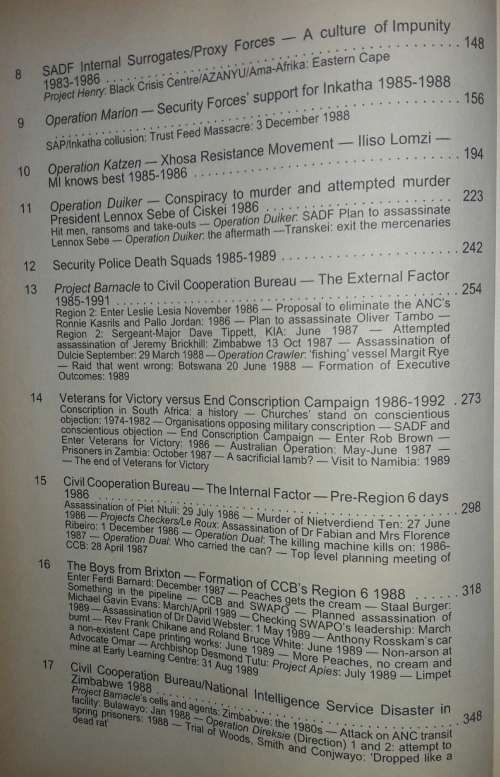 8 SADF Internal Surrogates/Proxy Forces — A culture of Impunity
1983-1986 . . . . . . . . . . . . . . . . . . . . . . . . . . . . . . . . . . 148
Project Henry: Black Crisis Centre/AZANYU/Ama-Afrika: Eastern Cape
9 Operation Marion — Security Forces' support for Inkatha 1985-1988
. . . . . . . . . . . . . . . . . . . . . . . . . . . . . . . . . . 156
SAP/Inkatha collusion: Trust Feed Massacre: 3 December 1988
10 Operation Katzen — Xhosa Resistance Movement — Iliso Lomzi —
MI knows best 1985-1986 . . . . . . . . . . . . . . . . . . . . . . 194
11 Operation Duiker — Conspiracy to murder and attempted murder
President Lennox Sebe of Ciskei 1986 . . . . . . . . . . . . . . . 223
Hit men, ransoms and take-outs — Operation Duiker: SADF Plan to assassinate
Lennox Sebe — Operation Duiker: the aftermath —Transkei: exit the mercenaries
12 Security Police Death Squads 1985-1989 . . . . . . . . . . . . . . 242
13 Project Barnacle to Civil Cooperation Bureau — The External Factor
1985-1991 . . . . . . . . . . . . . . . . . . . . . . . . . . . . . . 254
Region 2: Enter Leslie Lesia November 1986 — Proposal to eliminate the ANC's
Ronnie Kasrils and Pallo Jordan: 1986 — Plan to assassinate Oliver Tambo —
Region 2: Sergeant-Major Dave Tippett, KIA: June 1987 — Attempted
assassination of Jeremy Brickhill: Zimbabwe 13 Oct 1987 — Assassination of
Dulcie September: 29 March 1988 — Operation Crawler: 'fishing' vessel Margit Rye
— Raid that went wrong: Botswana 20 June 1988 — Formation of Executive
Outcomes: 1989
14 Veterans for Victory versus End Conscription Campaign 1986-1992 . 273
Conscription in South Africa: a history — Churches' stand on conscientious
objection: 1974-1982 — Organisations opposing military conscription — SADF and
conscientious objection — End Conscription Campaign — Enter Rob Brown —
Enter Veterans for Victory: 1986 — Australian Operation: May-June 1987 —
Prisoners in Zambia: October 1987 — A sacrificial lamb? — Visit to Namibia: 1989
— The end of Veterans for Victory
15 Civil Cooperation Bureau — The Internal Factor — Pre-Region 6 days
1986 . . . . . . . . . . . . . . . . . . . . . . . . . . . . . . . . . . 298
Assassination of Piet Ntuli: 29 July 1986 — Murder of Nietverdiend Ten: 27 June
1986 — Projects Checkers/Le Roux: Assassination of Dr Fabian and Mrs Florence
Ribeiro: 1 December 1986 — Operation Dual: The killing machine kills on: 1986-
1987 — Operation Dual: Who carried the can? — Top level planning meeting of
CCB: 28 April 1987
16 The Boys from Brixton — Formation of CCB's Region 6 1988 . . . . . . 318
Enter Ferdi Barnard: December 1987 — Peaches gets the cream — Staal Burger:
Something in the pipeline — CCB and SWAPO — Planned assassination of
Michael Gavin Evans: March/April 1989 — Checking SWAPO's leadership: March
1989 — Assassination of Dr David Webster: 1 May 1989 — Anthony Rosskam's car
burnt — Rev Frank Chikane and Roland Bruce White: June 1989 — Non-arson at
a non-existent Cape printing works: June 1989 — More Peaches, no cream and
Advocate Omar — Archbishop Desmond Tutu: Project Apies: July 1989 — Limpet
mine at Early Learning Centre: 31 Aug 1989
17 Civil Cooperation Bureau/National Intelligence Service Disaster in
Zimbabwe 1988 . . . . . . . . . . . . . . . . . . . . . . . . . . 348
Project Barnacle's cells and agents: Zimbabwe: the 1980s — Attack on ANC transit
facility: Bulawayo: Jan 1988 — Operation Direksie (Direction) 1 and 2: attempt to
spring prisoners: 1988 — Trial of Woods, Smith and Conjwayo: 'Dropped like a
dead rat'